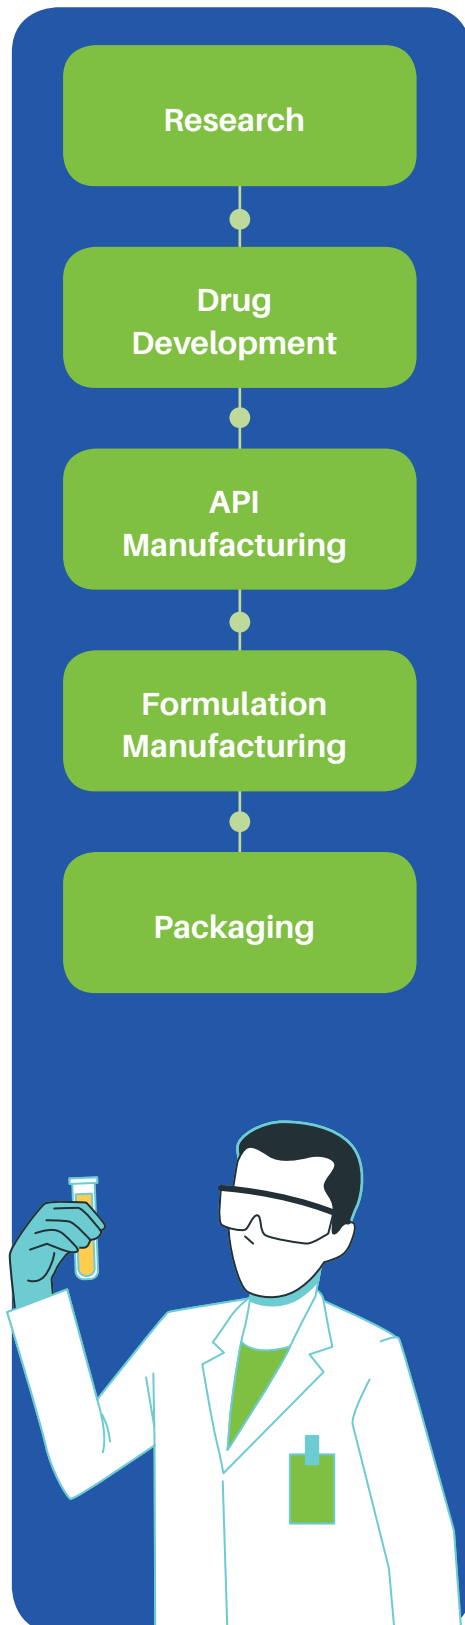 Research
Drug
Development
API
Manufacturing
Formulation
Manufacturing
Packaging